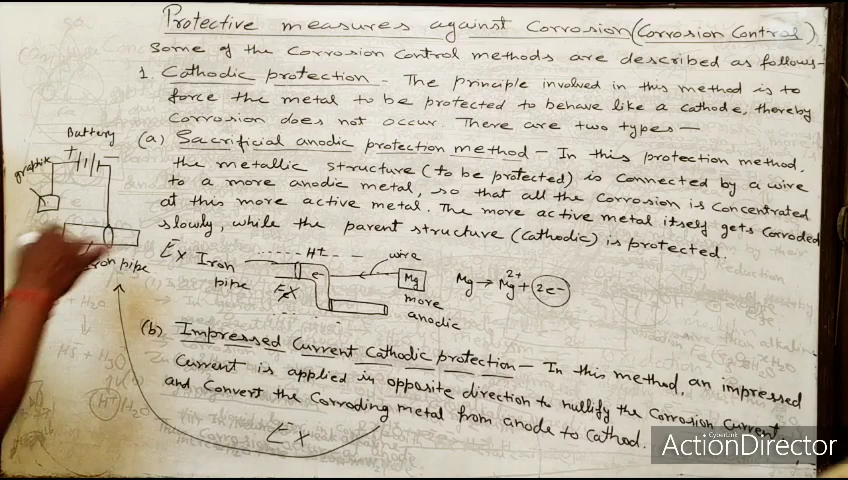 Protective measures against Corrosion (Corrosion Control)
Some of the Corrosion Control methods are described as follows-
1. Cathodic protection - The principle involved in this method is to
force the metal to be protected to behave like a cathode, thereby
Corrosion does not occur. There are two types —
(a) Sacrificial anodic protection method - In this protection method,
the metallic structure (to be protected) is connected by a wire
to a more anodic metal, so that all the corrosion is concentrated
at this more active metal. The more active metal itself gets corroded
slowly, while the parent structure (cathodic) is protected.
Battery
+ -
Iron pipe
Ex Iron
pipe
H+
wire
e-
Ex
Mg
more
anodic
Mg → Mg2+ + 2e-
(b) Impressed Current Cathodic protection - In this method, an impressed
Current is applied in opposite direction to nullify the Corrosion Current
and Convert the Corroding metal from anode to Cathod.
Ex
CyberLink
ActionDirector